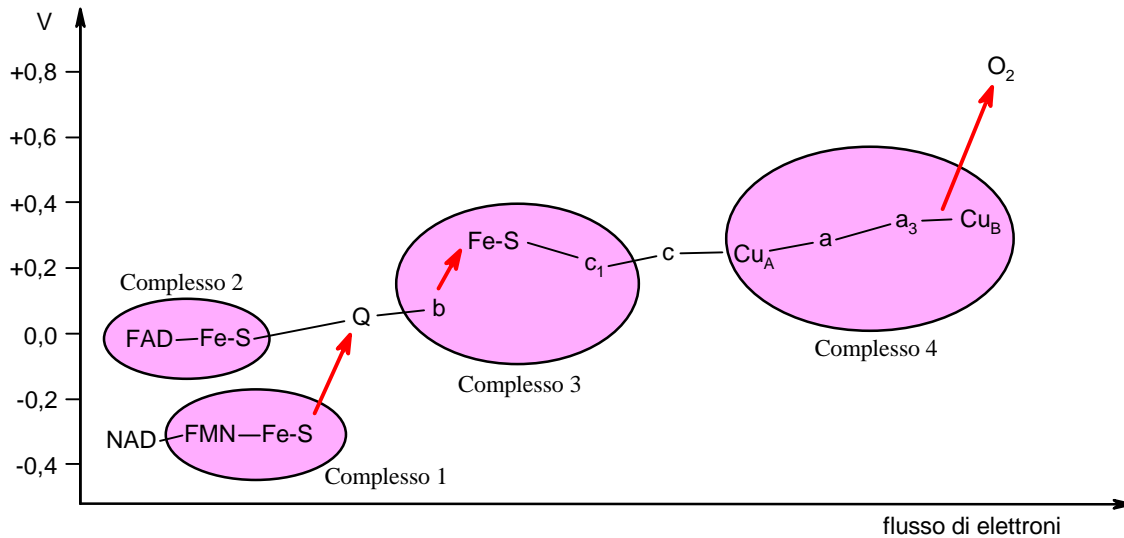 V
+0,8
+0,6
+0,4
+0,2
0,0
-0,2
-0,4
O2
Fe-S
c1
c
CuA
a
a3
CuB
Complesso 2
FAD
Fe-S
Q
b
Complesso 4
Complesso 3
NAD
FMN
Fe-S
Complesso 1
flusso di elettroni